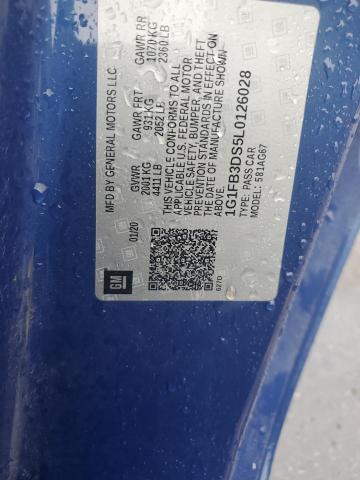 MFD BY GENERAL MOTORS LLC
01/20
GVWR
2001 KG
4412 LB
GAWR FRT
931 KG
2052 LB
GAWR RR
1070 KG
2360 LB
THIS VEHICLE CONFORMS TO ALL
APPLICABLE U.S. FEDERAL MOTOR
VEHICLE SAFETY, BUMPER, AND THEFT
PREVENTION STANDARDS IN EFFECT ON
THE DATE OF MANUFACTURE SHOWN
ABOVE.
1G1FB3DS5L0126028
TYPE: PASS CAR
MODEL: 581AG67
GM